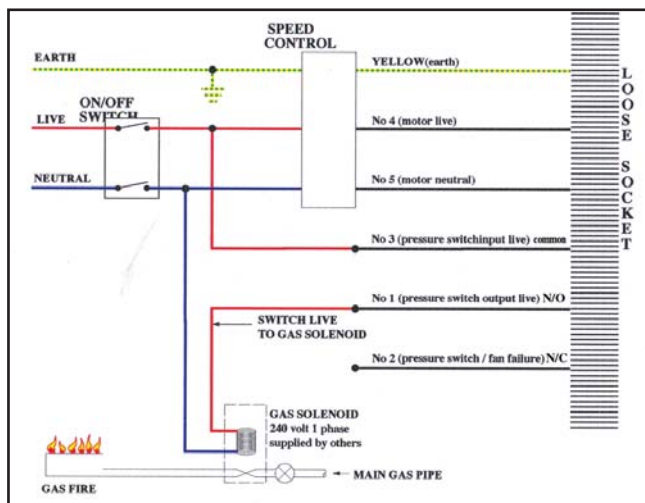 SPEED
CONTROL
EARTH
YELLOW(earth)
ON/OFF
SWITCH
LIVE
No 4 (motor live)
NEUTRAL
No 5 (motor neutral)
No 3 (pressure switchinput live) common
No 1 (pressure switch output live) N/O
SWITCH LIVE
TO GAS SOLENOID
No 2 (pressure switch / fan failure) N/C
GAS SOLENOID
240 volt 1 phase
supplied by others
MAIN GAS PIPE
GAS FIRE
LOOSE SOCKET